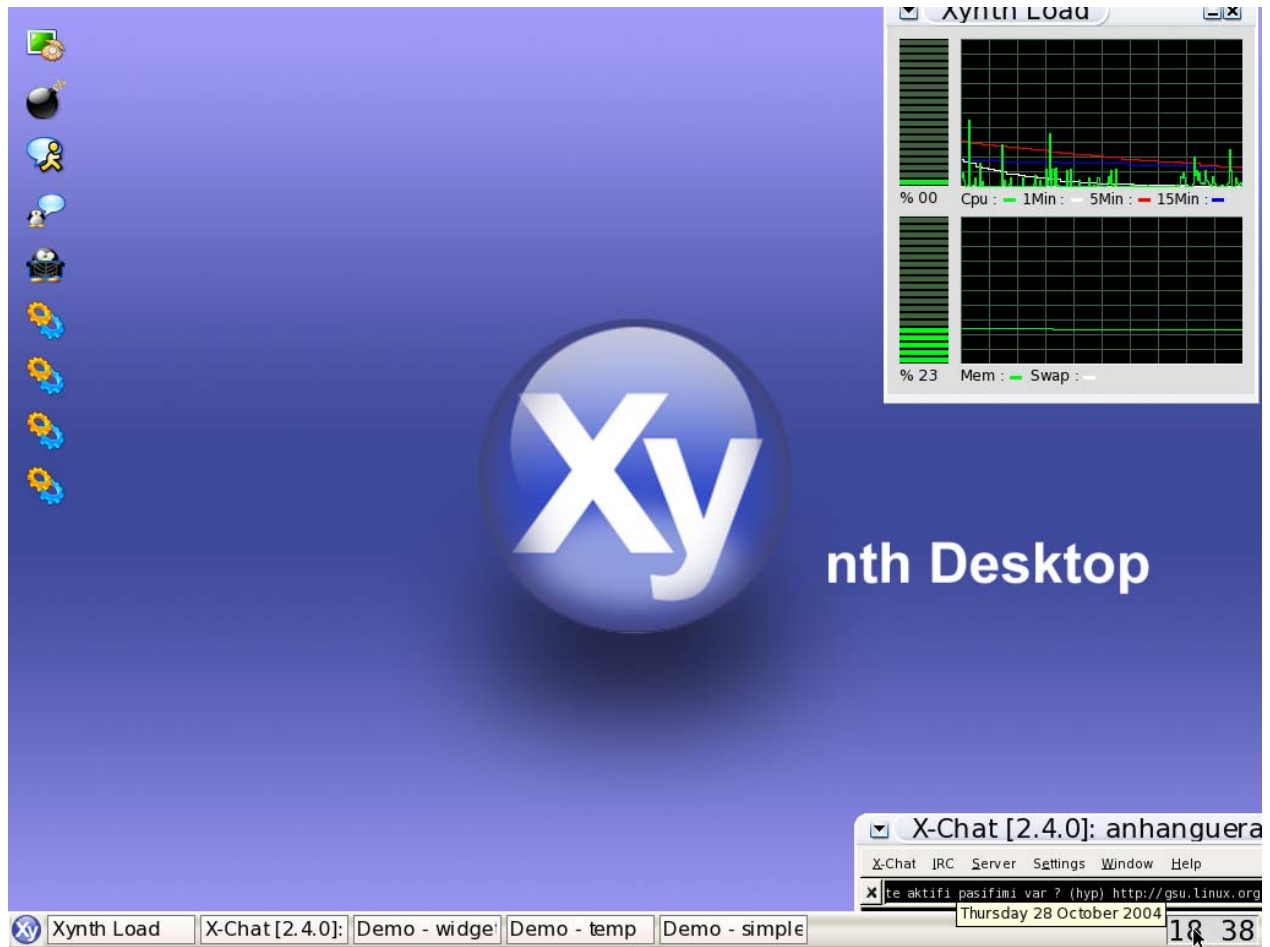 Xynth Load
% 00
Cpu : 1Min : 5Min : 15Min :
% 23
Mem : Swap :
Xy
nth Desktop
X-Chat [2.4.0]: anhanguera
X-Chat IRC Server Settings Window Help
te aktifi pasifimi var ? (hyp) http://gsu.linux.org
Thursday 28 October 2004
Xy Xynth Load X-Chat [2.4.0]: Demo - widge Demo - temp Demo - simple 18 38